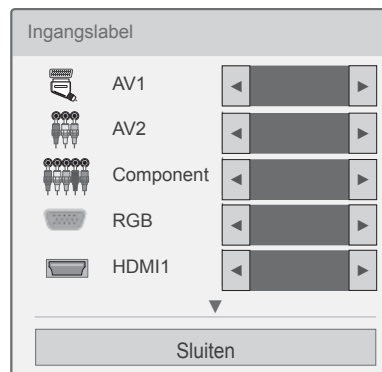 Ingangslabel
AV1
AV2
Component
RGB
HDMI1
Sluiten